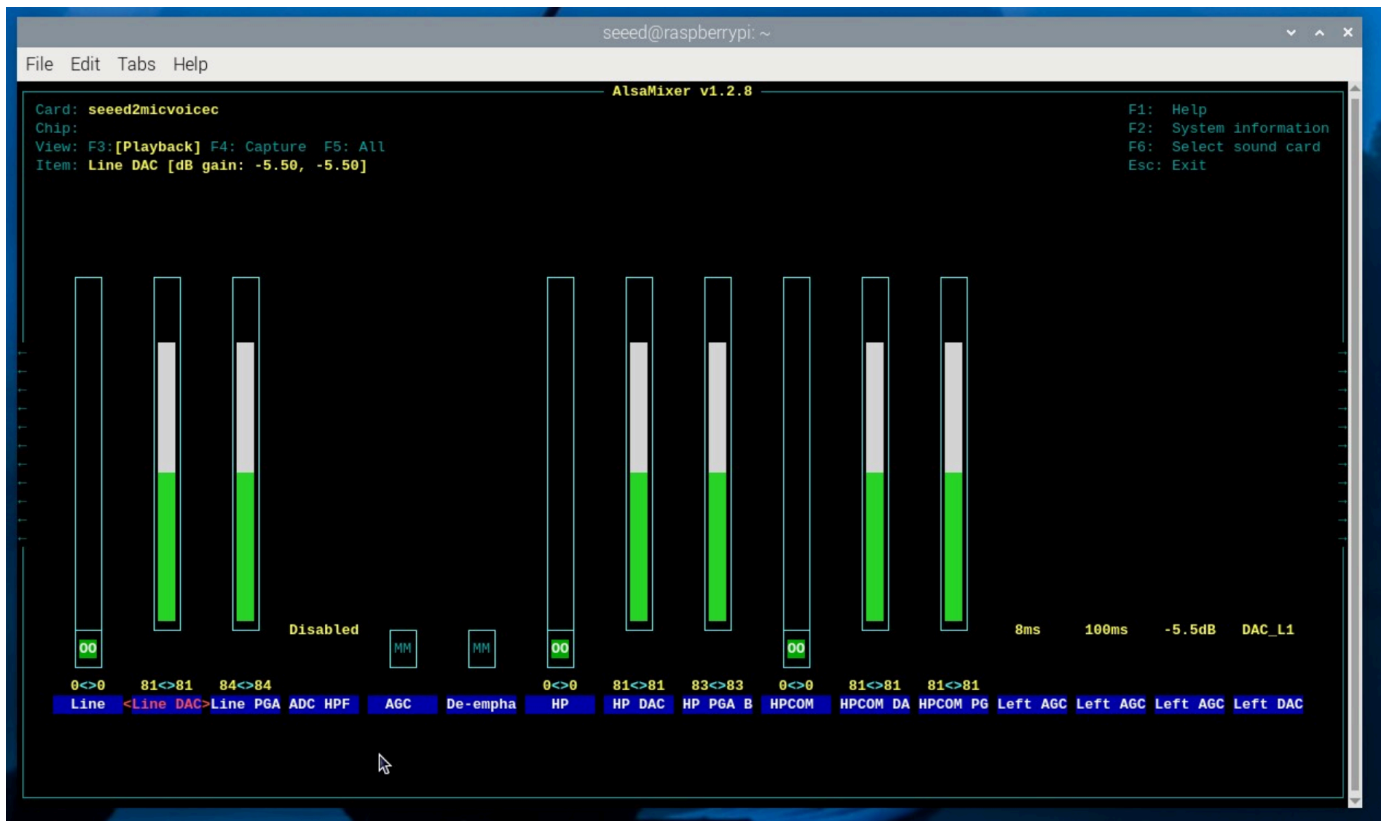 seeed@raspberrypi: ~
File Edit Tabs Help
AlsaMixer v1.2.8
Card: seeed2micvoicec F1: Help
Chip: F2: System information
View: F3:[Playback] F4: Capture F5: All F6: Select sound card
Item: Line DAC [dB gain: -5.50, -5.50] Esc: Exit
Disabled 8ms 100ms -5.5dB DAC_L1
OO MM MM OO OO
0<>0 81<>81 84<>84 0<>0 81<>81 83<>83 0<>0 81<>81 81<>81
Line <Line DAC>Line PGA ADC HPF AGC De-empha HP HP DAC HP PGA B HPCOM HPCOM DA HPCOM PG Left AGC Left AGC Left AGC Left DAC